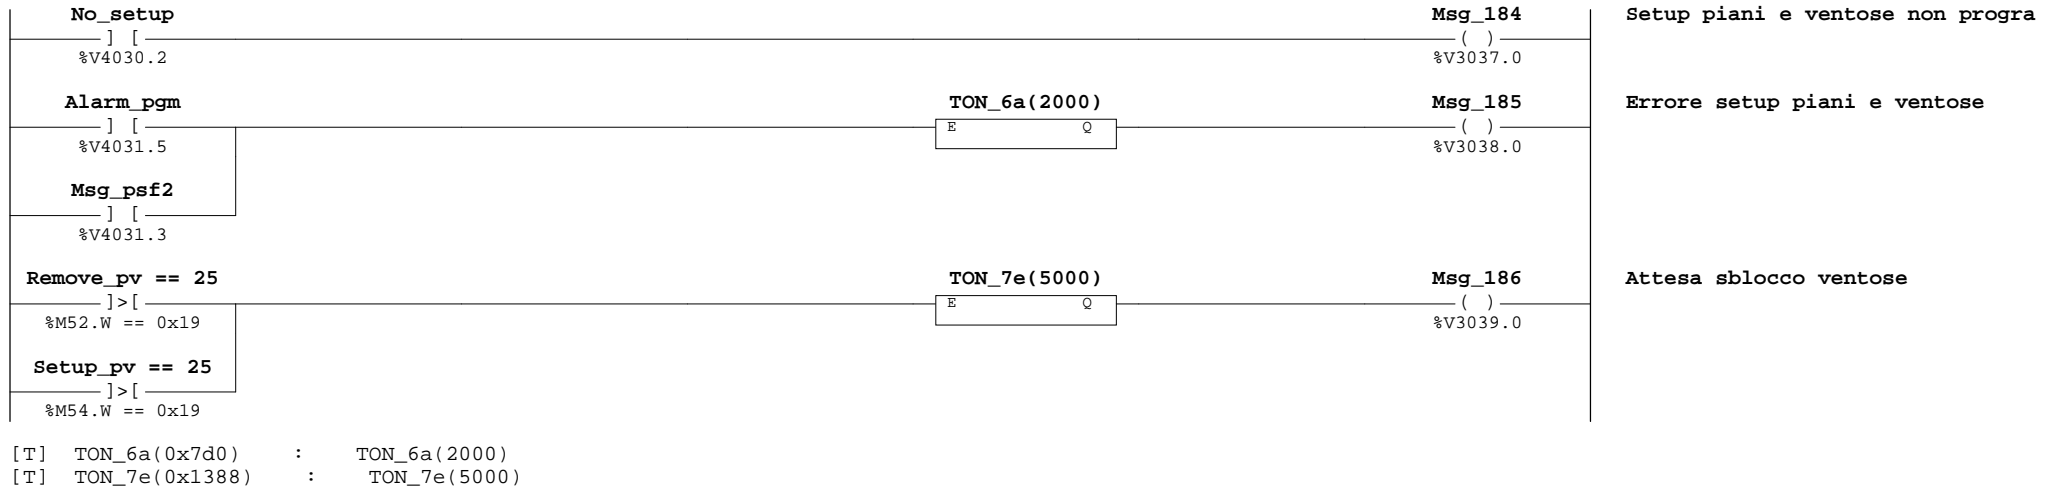 No_setup Msg_184 Setup piani e ventose non progra
] [ ( )
%V4030.2 %V3037.0
Alarm_pgm TON_6a(2000) Msg_185 Errore setup piani e ventose
] [ E Q ( )
%V4031.5 %V3038.0
Msg_psf2
] [
%V4031.3
Remove_pv == 25 TON_7e(5000) Msg_186 Attesa sblocco ventose
]>[ E Q ( )
%M52.W == 0x19 %V3039.0
Setup_pv == 25
]>[
%M54.W == 0x19
[T] TON_6a(0x7d0) : TON_6a(2000)
[T] TON_7e(0x1388) : TON_7e(5000)